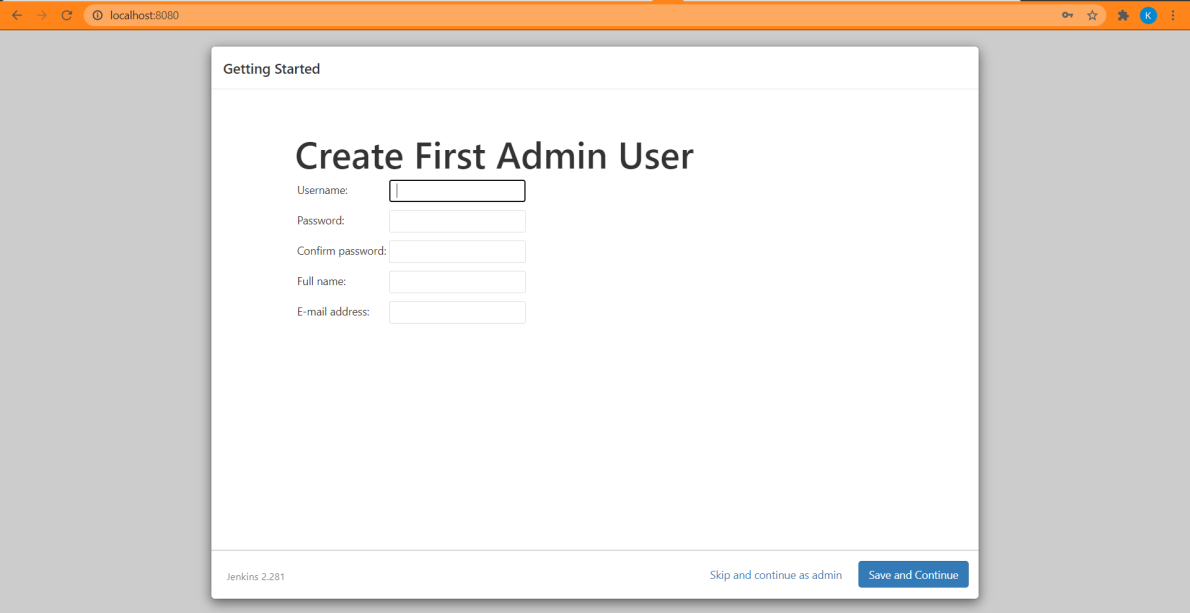 localhost:8080
K
Getting Started
Create First Admin User
Username:
Password:
Confirm password:
Full name:
E-mail address:
Jenkins 2.281
Skip and continue as admin
Save and Continue